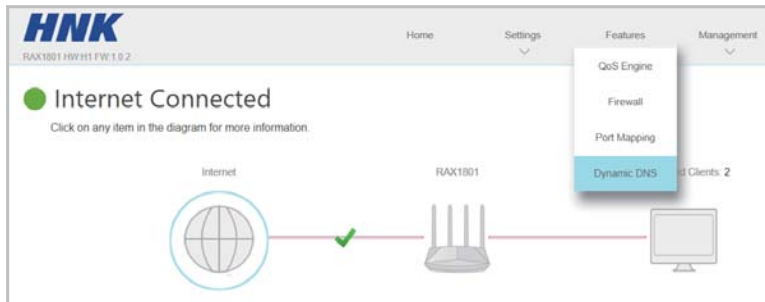 HNK
RAX1801 HW:H1 FW:1.0.2
Home
Settings
Features
Management
QoS Engine
Firewall
Port Mapping
Dynamic DNS
Internet Connected
Click on any item in the diagram for more information.
Internet
RAX1801
d Clients 2